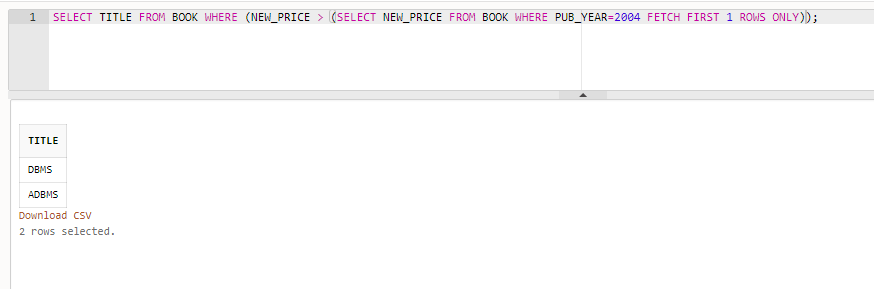 1 SELECT TITLE FROM BOOK WHERE (NEW_PRICE > (SELECT NEW_PRICE FROM BOOK WHERE PUB_YEAR=2004 FETCH FIRST 1 ROWS ONLY));
TITLE
DBMS
ADBMS
Download CSV
2 rows selected.